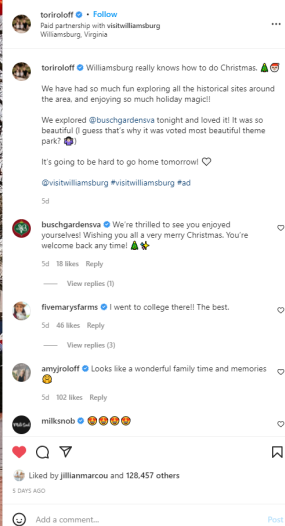 toriroloff • Follow
Paid partnership with visitwilliamsburg
Williamsburg, Virginia
toriroloff Williamsburg really knows how to do Christmas. 🎄🎅
We have had so much fun exploring all the historical sites around
the area, and enjoying so much holiday magic!!
We explored @buschgardensva tonight and loved it! It was so
beautiful (I guess that's why it was voted most beautiful theme
park? 🤷🏻‍♀️)
It's going to be hard to go home tomorrow! ♡
@visitwilliamsburg #visitwilliamsburg #ad
5d
buschgardensva We're thrilled to see you enjoyed
yourselves! Wishing you all a very merry Christmas. You're
welcome back any time! 🎄✨
5d 18 likes Reply
View replies (1)
fivemarysfarms I went to college there!! The best.
5d 46 likes Reply
View replies (3)
amyjroloff Looks like a wonderful family time and memories
😊
5d 102 likes Reply
milksnob 😍😍😍😍
Liked by jillianmarcou and 128,457 others
5 DAYS AGO
Add a comment...
Post